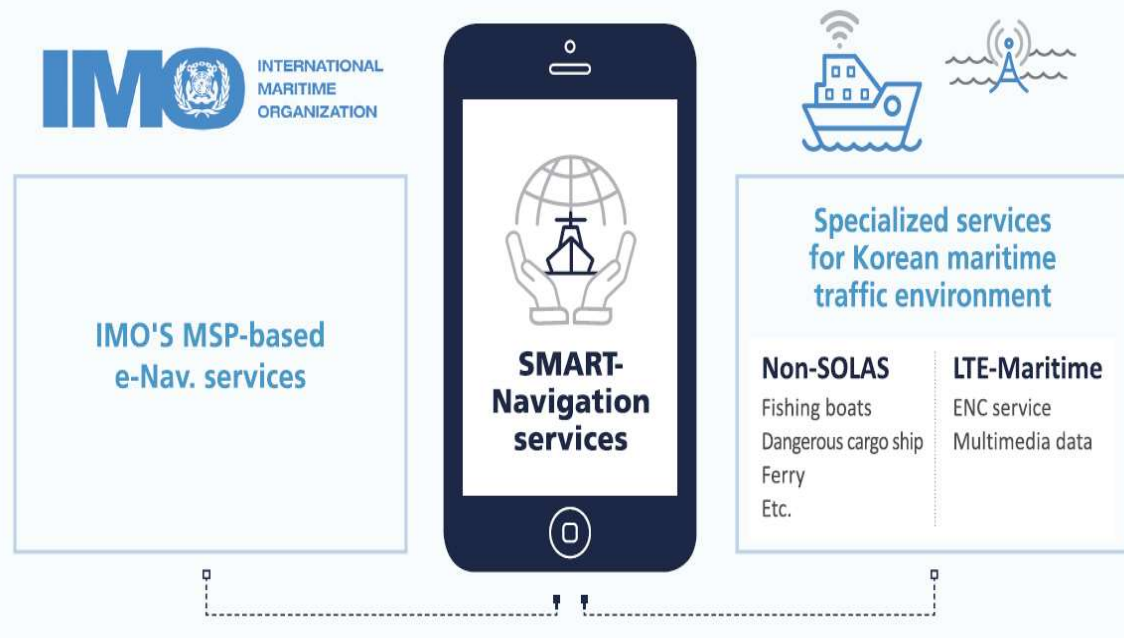 IMO
INTERNATIONAL
MARITIME
ORGANIZATION
IMO'S MSP-based
e-Nav. services
SMART-
Navigation
services
Specialized services
for Korean maritime
traffic environment
Non-SOLAS
Fishing boats
Dangerous cargo ship
Ferry
Etc.
LTE-Maritime
ENC service
Multimedia data